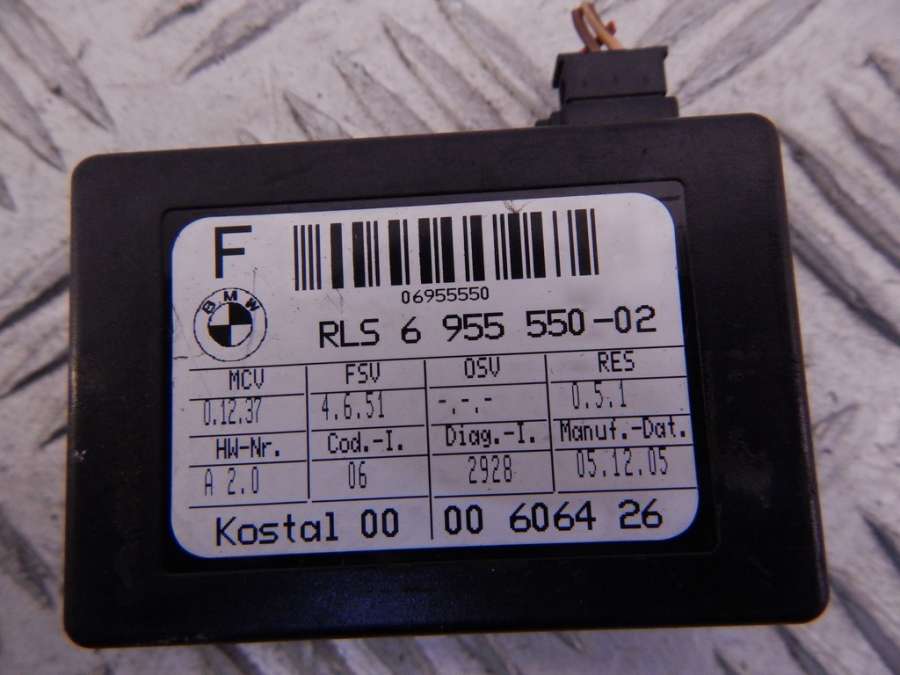 F
06955550
BMW
RLS 6 955 550-02
MCV FSV OSV RES
0.12.37 4.6.51 -.-.- 0.5.1
HW-Nr. Cod.-I. Diag.-I. Manuf.-Dat.
A 2.0 06 2928 05.12.05
Kostal 00 00 6064 26